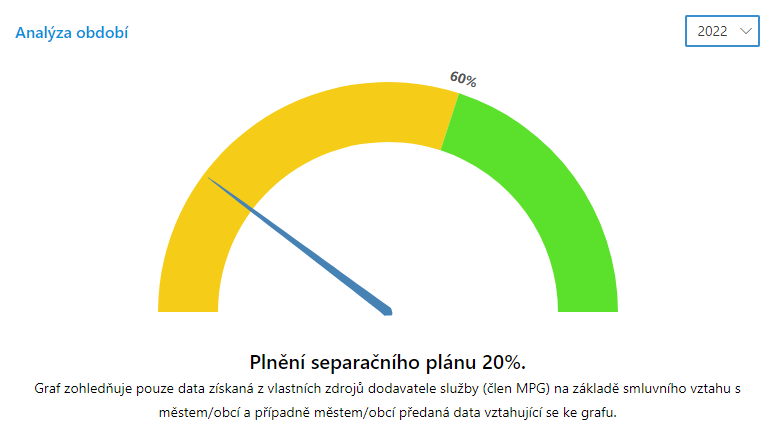 Analýza období
2022
60%
Plnění separačního plánu 20%.
Graf zohledňuje pouze data získaná z vlastních zdrojů dodavatele služby (člen MPG) na základě smluvního vztahu s
městem/obcí a případně městem/obcí předaná data vztahující se ke grafu.